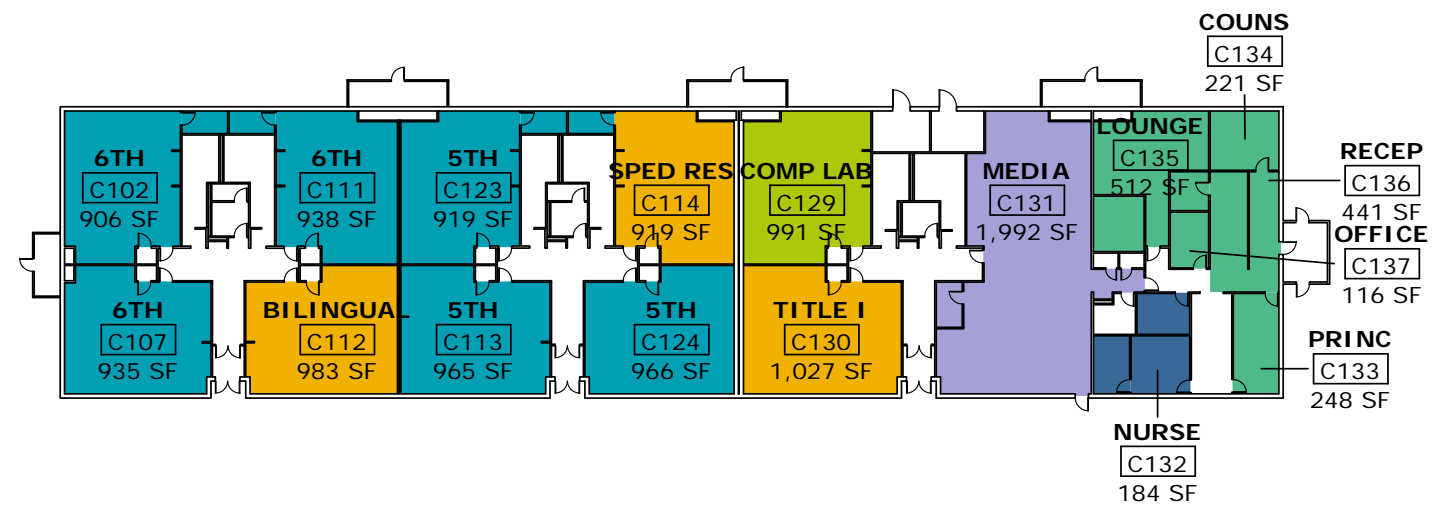 COUNS
C134
221 SF
6TH
C102
906 SF
6TH
C111
938 SF
5TH
C123
919 SF
SPED RES
C114
919 SF
COMP LAB
C129
991 SF
MEDIA
C131
1,992 SF
LOUNGE
C135
512 SF
RECEP
C136
441 SF
OFFICE
C137
116 SF
6TH
C107
935 SF
BILINGUA
C112
983 SF
5TH
C113
965 SF
5TH
C124
966 SF
TITLE I
C130
1,027 SF
PRINC
C133
248 SF
NURSE
C132
184 SF